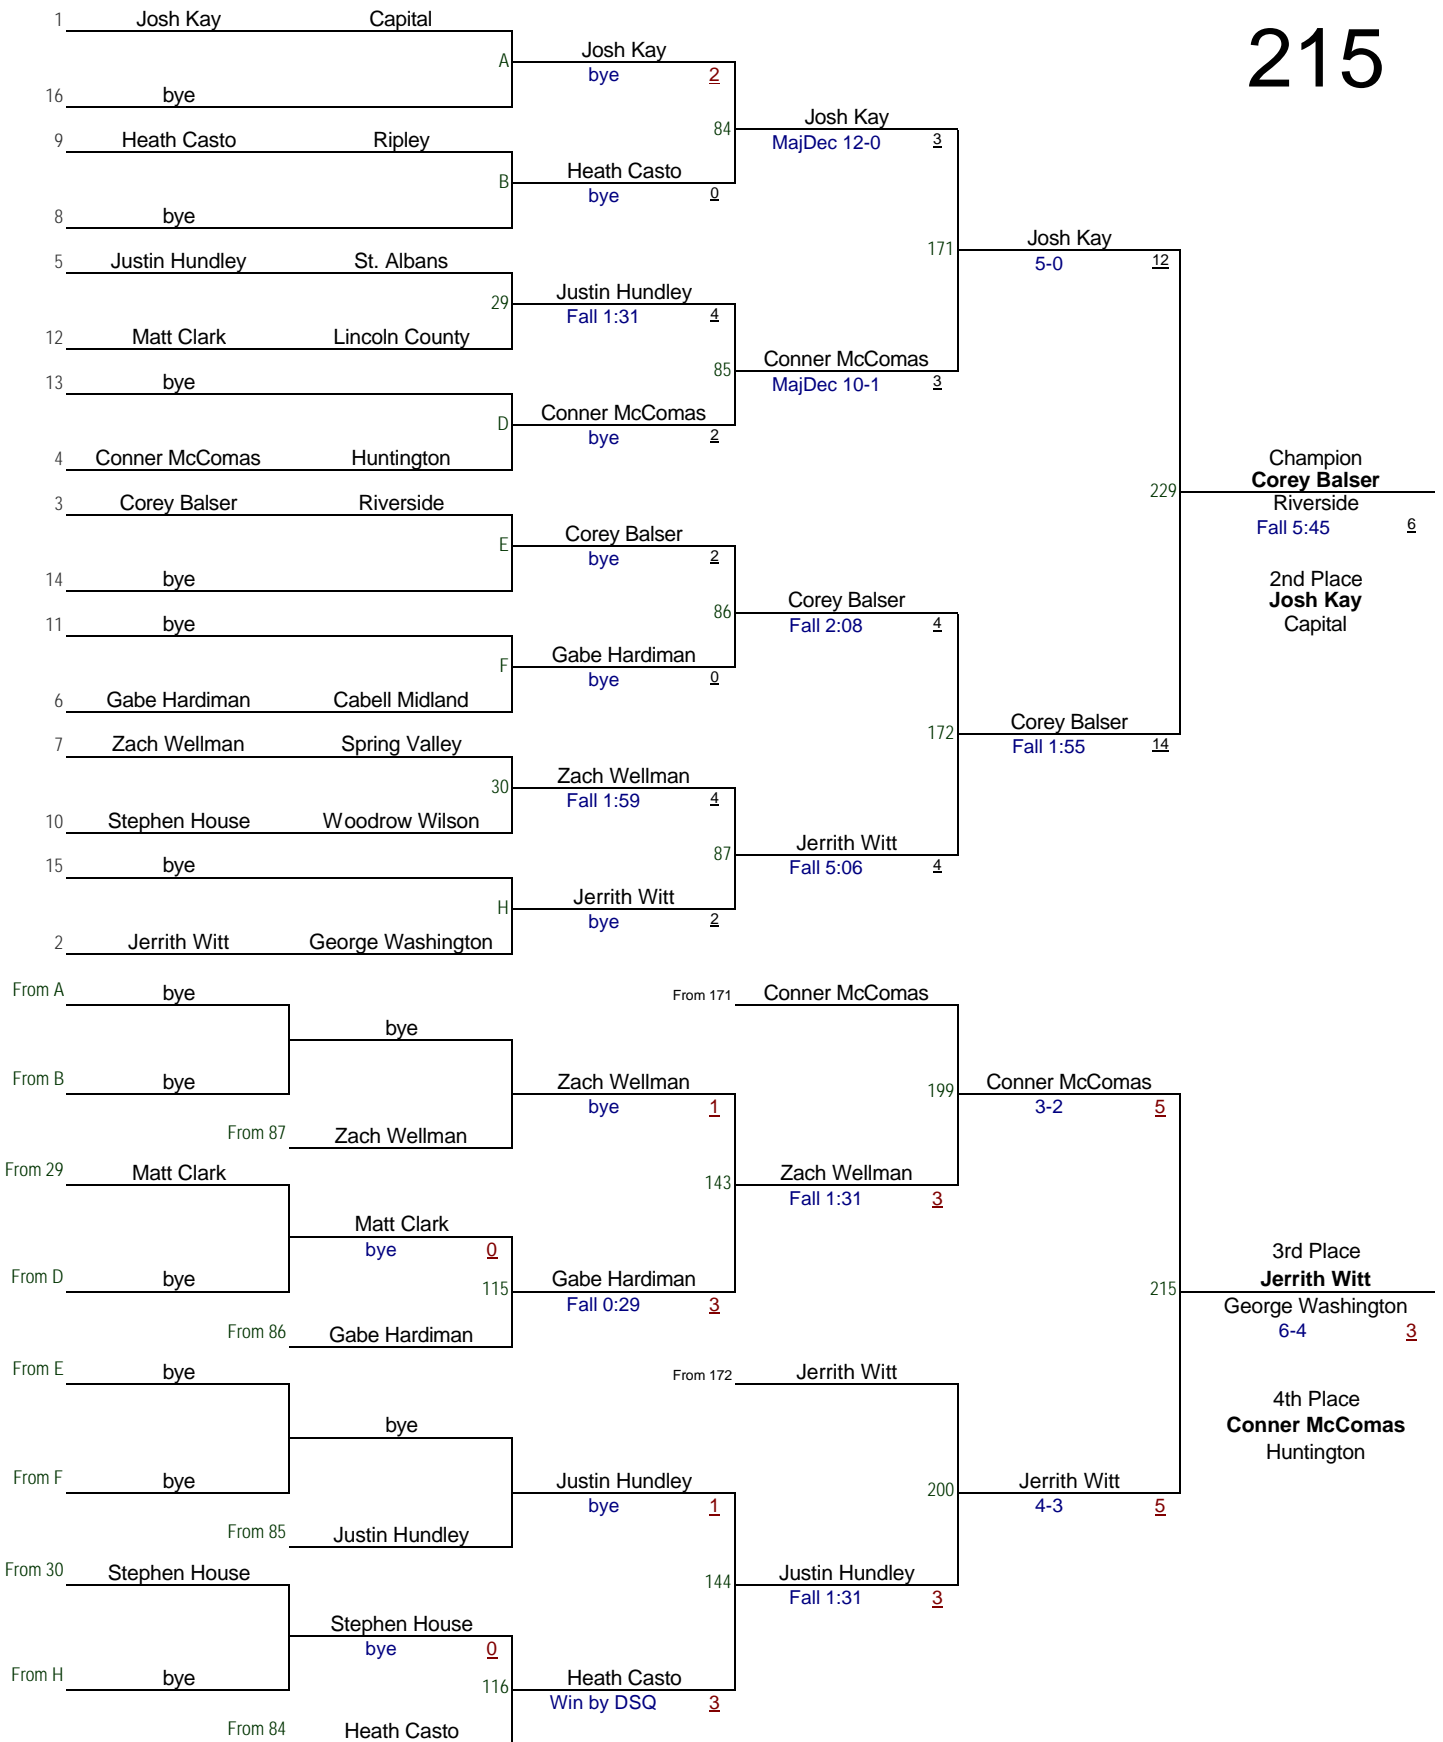 215
1 Josh Kay Capital
A Josh Kay
bye 2
16 bye
84 Josh Kay
MajDec 12-0 3
9 Heath Casto Ripley
B Heath Casto
bye 0
8 bye
171 Josh Kay
5-0 12
5 Justin Hundley St. Albans
29 Justin Hundley
Fall 1:31 4
12 Matt Clark Lincoln County
85 Conner McComas
MajDec 10-1 3
13 bye
D Conner McComas
bye 2
4 Conner McComas Huntington
229 Champion
Corey Balser
Riverside
Fall 5:45 6
2nd Place
Josh Kay
Capital
3 Corey Balser Riverside
E Corey Balser
bye 2
14 bye
86 Corey Balser
Fall 2:08 4
11 bye
F Gabe Hardiman
bye 0
6 Gabe Hardiman Cabell Midland
172 Corey Balser
Fall 1:55 14
7 Zach Wellman Spring Valley
30 Zach Wellman
Fall 1:59 4
10 Stephen House Woodrow Wilson
87 Jerrith Witt
Fall 5:06 4
15 bye
H Jerrith Witt
bye 2
2 Jerrith Witt George Washington
From A bye
From 171 Conner McComas
bye
From B bye
Zach Wellman
bye 1
199 Conner McComas
3-2 5
From 87 Zach Wellman
From 29 Matt Clark
143 Zach Wellman
Fall 1:31 3
Matt Clark
bye 0
From D bye
115 Gabe Hardiman
Fall 0:29 3
From 86 Gabe Hardiman
215 3rd Place
Jerrith Witt
George Washington
6-4 3
4th Place
Conner McComas
Huntington
From E bye
From 172 Jerrith Witt
bye
From F bye
Justin Hundley
bye 1
200 Jerrith Witt
4-3 5
From 85 Justin Hundley
From 30 Stephen House
144 Justin Hundley
Fall 1:31 3
Stephen House
bye 0
From H bye
116 Heath Casto
Win by DSQ 3
From 84 Heath Casto